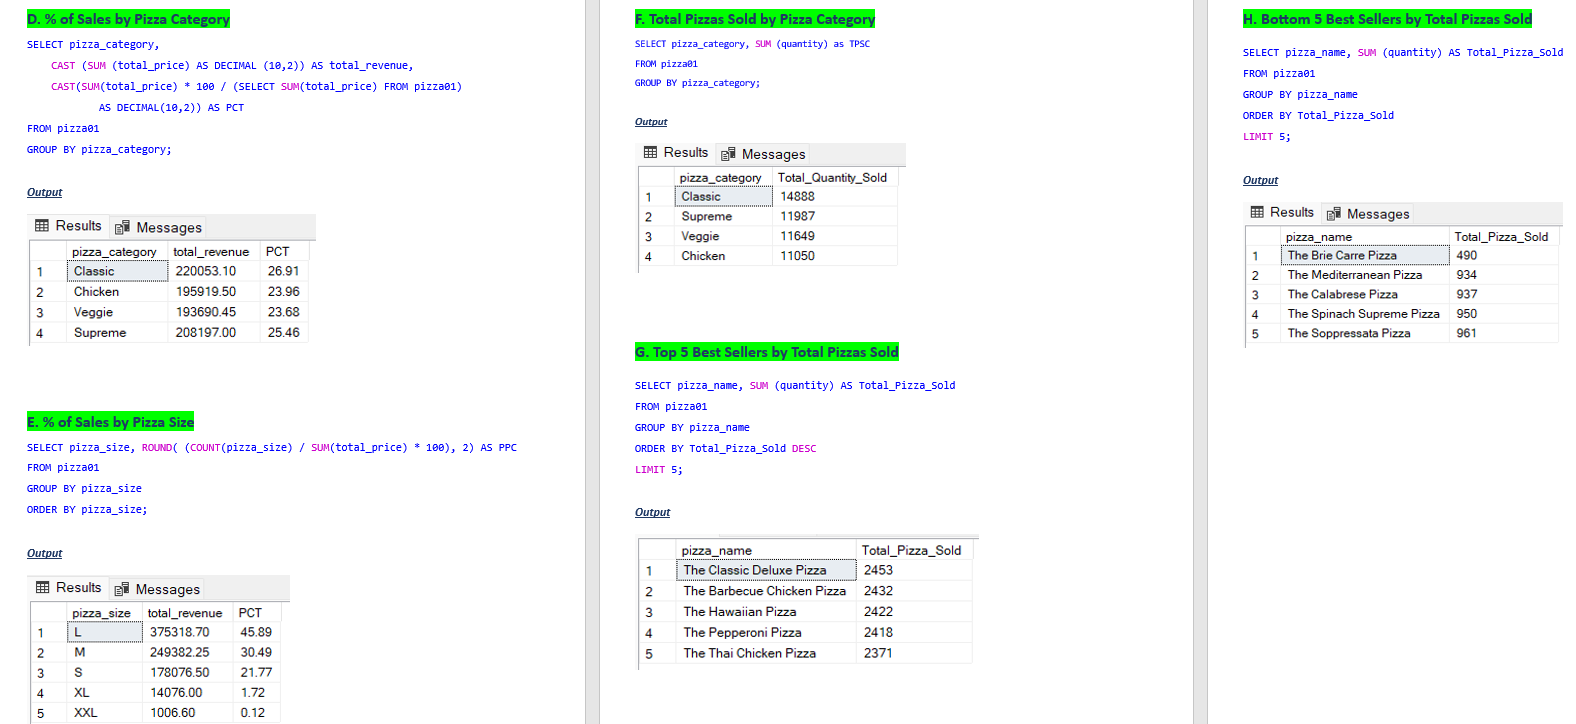 D. % of Sales by Pizza Category
SELECT pizza_category,
CAST (SUM (total_price) AS DECIMAL (10,2)) AS total_revenue,
CAST(SUM(total_price) * 100 / (SELECT SUM(total_price) FROM pizza01)
AS DECIMAL(10,2)) AS PCT
FROM pizza01
GROUP BY pizza_category;
Output
Results Messages
pizza_category total_revenue PCT
1 Classic 220053.10 26.91
2 Chicken 195919.50 23.96
3 Veggie 193690.45 23.68
4 Supreme 208197.00 25.46
E. % of Sales by Pizza Size
SELECT pizza_size, ROUND( (COUNT(pizza_size) / SUM(total_price) * 100), 2) AS PPC
FROM pizza01
GROUP BY pizza_size
ORDER BY pizza_size;
Output
Results Messages
pizza_size total_revenue PCT
1 L 375318.70 45.89
2 M 249382.25 30.49
3 S 178076.50 21.77
4 XL 14076.00 1.72
5 XXL 1006.60 0.12
F. Total Pizzas Sold by Pizza Category
SELECT pizza_category, SUM (quantity) as TPSC
FROM pizza01
GROUP BY pizza_category;
Output
Results Messages
pizza_category Total_Quantity_Sold
1 Classic 14888
2 Supreme 11987
3 Veggie 11649
4 Chicken 11050
G. Top 5 Best Sellers by Total Pizzas Sold
SELECT pizza_name, SUM (quantity) AS Total_Pizza_Sold
FROM pizza01
GROUP BY pizza_name
ORDER BY Total_Pizza_Sold DESC
LIMIT 5;
Output
pizza_name Total_Pizza_Sold
1 The Classic Deluxe Pizza 2453
2 The Barbecue Chicken Pizza 2432
3 The Hawaiian Pizza 2422
4 The Pepperoni Pizza 2418
5 The Thai Chicken Pizza 2371
H. Bottom 5 Best Sellers by Total Pizzas Sold
SELECT pizza_name, SUM (quantity) AS Total_Pizza_Sold
FROM pizza01
GROUP BY pizza_name
ORDER BY Total_Pizza_Sold
LIMIT 5;
Output
Results Messages
pizza_name Total_Pizza_Sold
1 The Brie Carre Pizza 490
2 The Mediterranean Pizza 934
3 The Calabrese Pizza 937
4 The Spinach Supreme Pizza 950
5 The Soppressata Pizza 961